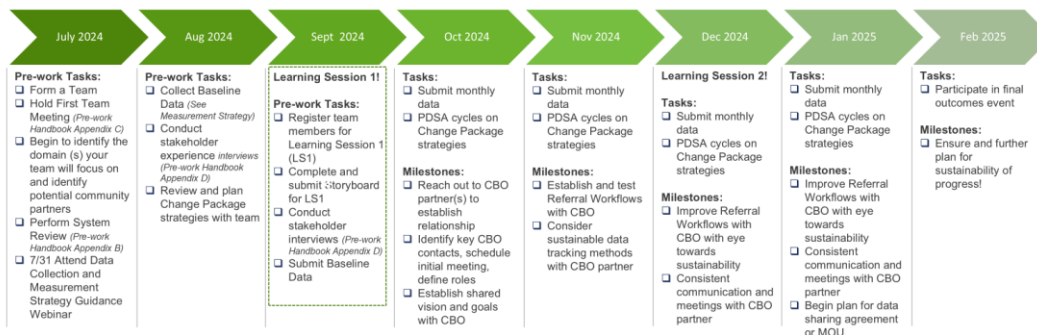 July 2024
Aug 2024
Sept 2024
Oct 2024
Nov 2024
Dec 2024
Jan 2025
Feb 2025
Pre-work Tasks:
Form a Team
Hold First Team
Meeting (Pre-work
Handbook Appendix C)
Begin to identify the
domain (s) your
team will focus on
and identify
potential community
partners
Perform System
Review (Pre-work
Handbook Appendix B)
7/31 Attend Data
Collection and
Measurement
Strategy Guidance
Webinar
Pre-work Tasks:
Collect Baseline
Data (See
Measurement Strategy)
Conduct
stakeholder
experience interviews
(Pre-work Handbook
Appendix D)
Review and plan
Change Package
strategies with team
Learning Session 1!
Pre-work Tasks:
Register team
members for
Learning Session 1
(LS1)
Complete and
submit Storyboard
for LS1
Conduct
stakeholder
interviews (Pre-work
Handbook Appendix D)
Submit Baseline
Data
Tasks:
Submit monthly
data
PDSA cycles on
Change Package
strategies
Milestones:
Reach out to CBO
partner(s) to
establish
relationship
Identify key CBO
contacts, schedule
initial meeting,
define roles
Establish shared
vision and goals
with CBO
Tasks:
Submit monthly
data
PDSA cycles on
Change Package
strategies
Milestones:
Establish and test
Referral Workflows
with CBO
Consider
sustainable data
tracking methods
with CBO partner
Learning Session 2!
Tasks:
Submit monthly
data
PDSA cycles on
Change Package
strategies
Milestones:
Improve Referral
Workflows with
CBO with eye
towards
sustainability
Consistent
communication and
meetings with CBO
partner
Tasks:
Submit monthly
data
PDSA cycles on
Change Package
strategies
Milestones:
Improve Referral
Workflows with
CBO with eye
towards
sustainability
Consistent
communication and
meetings with CBO
partner
Begin plan for data
sharing agreement
or MOU
Tasks:
Participate in final
outcomes event
Milestone:
Ensure and further
plan for
sustainability of
progress!